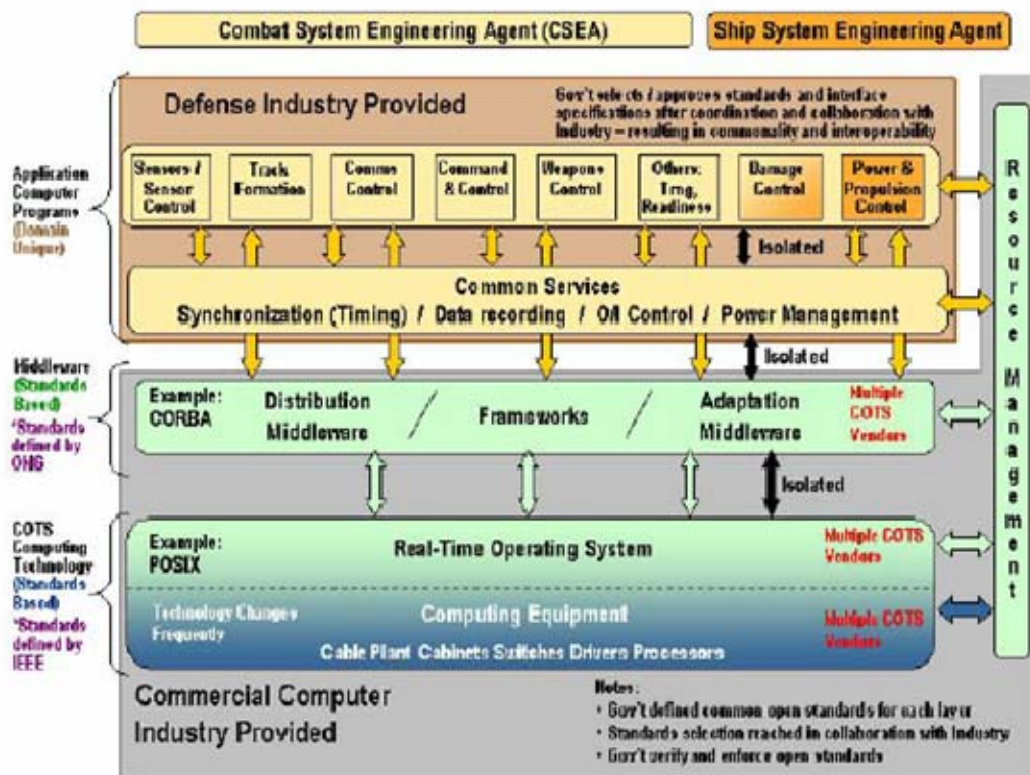 Combat System Engineering Agent (CSEA)
Ship System Engineering Agent
Defense Industry Provided
Gov't selects / approves standards and interface
specifications after coordination and collaboration with
Industry – resulting in commonality and interoperability
Application
Computer
Programs
(Domain
Unique)
Sensors /
Sensor
Control
Track
Formation
Comms
Control
Command
& Control
Weapons
Control
Others:
Trng,
Readiness
Damage
Control
Power &
Propulsion
Control
Isolated
Common Services
Synchronization (Timing) / Data recording / O/I Control / Power Management
Isolated
Middleware
(Standards
Based)
*Standards
defined by
OMG
Example:
CORBA
Distribution
Middleware
/
Frameworks
/
Adaptation
Middleware
Multiple
COTS
Vendors
Isolated
COTS
Computing
Technology
(Standards
Based)
*Standards
defined by
IEEE
Example:
POSIX
Real-Time Operating System
Multiple COTS
Vendors
Technology Changes
Frequently
Computing Equipment
Multiple COTS
Vendors
Cable Plant Cabinets Switches Drivers Processors
Resource Management
Commercial Computer
Industry Provided
Notes:
• Gov't defined common open standards for each layer
• Standards selection reached in collaboration with Industry
• Gov't verify and enforce open standards